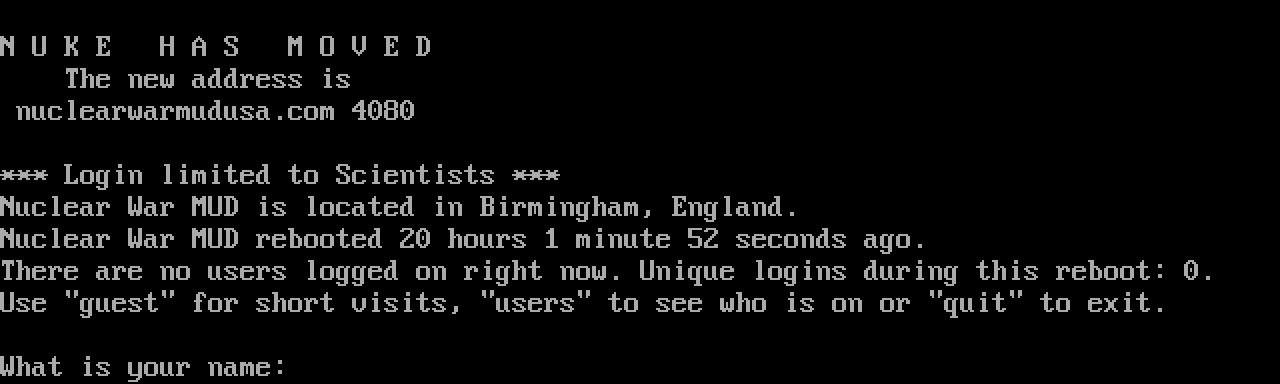 N U K E   H A S   M O V E D
The new address is
nuclearwarmudusa.com 4080
*** Login limited to Scientists ***
Nuclear War MUD is located in Birmingham, England.
Nuclear War MUD rebooted 20 hours 1 minute 52 seconds ago.
There are no users logged on right now. Unique logins during this reboot: 0.
Use "guest" for short visits, "users" to see who is on or "quit" to exit.
What is your name: